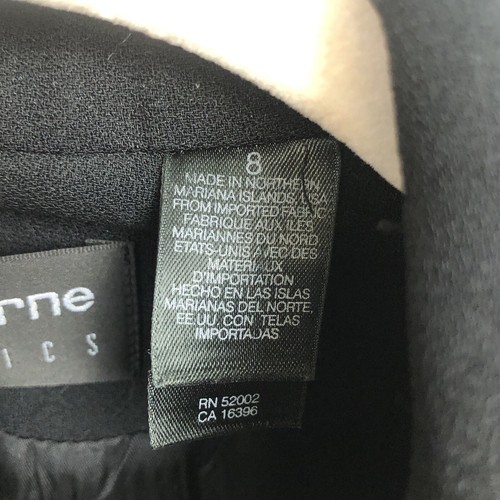 8
MADE IN NORTHERN
MARIANA ISLANDS, USA
FROM IMPORTED FABRIC
FABRIQUE AUX ILES
MARIANNES DU NORD
ETATS UNIS AVEC DES
MATERIAUX
D'IMPORTATION
HECHO EN LAS ISLAS
MARIANAS DEL NORTE,
EE.UU. CON TELAS
IMPORTADAS
RN 52002
CA 16396
rne
ICS